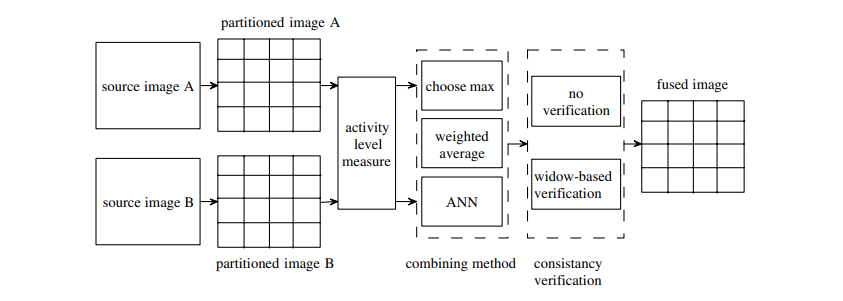 partitioned image A
source image A
source image B
partitioned image B
activity
level
measure
choose max
weighted
average
ANN
combining method
no
verification
widow-based
verification
consistancy
verification
fused image